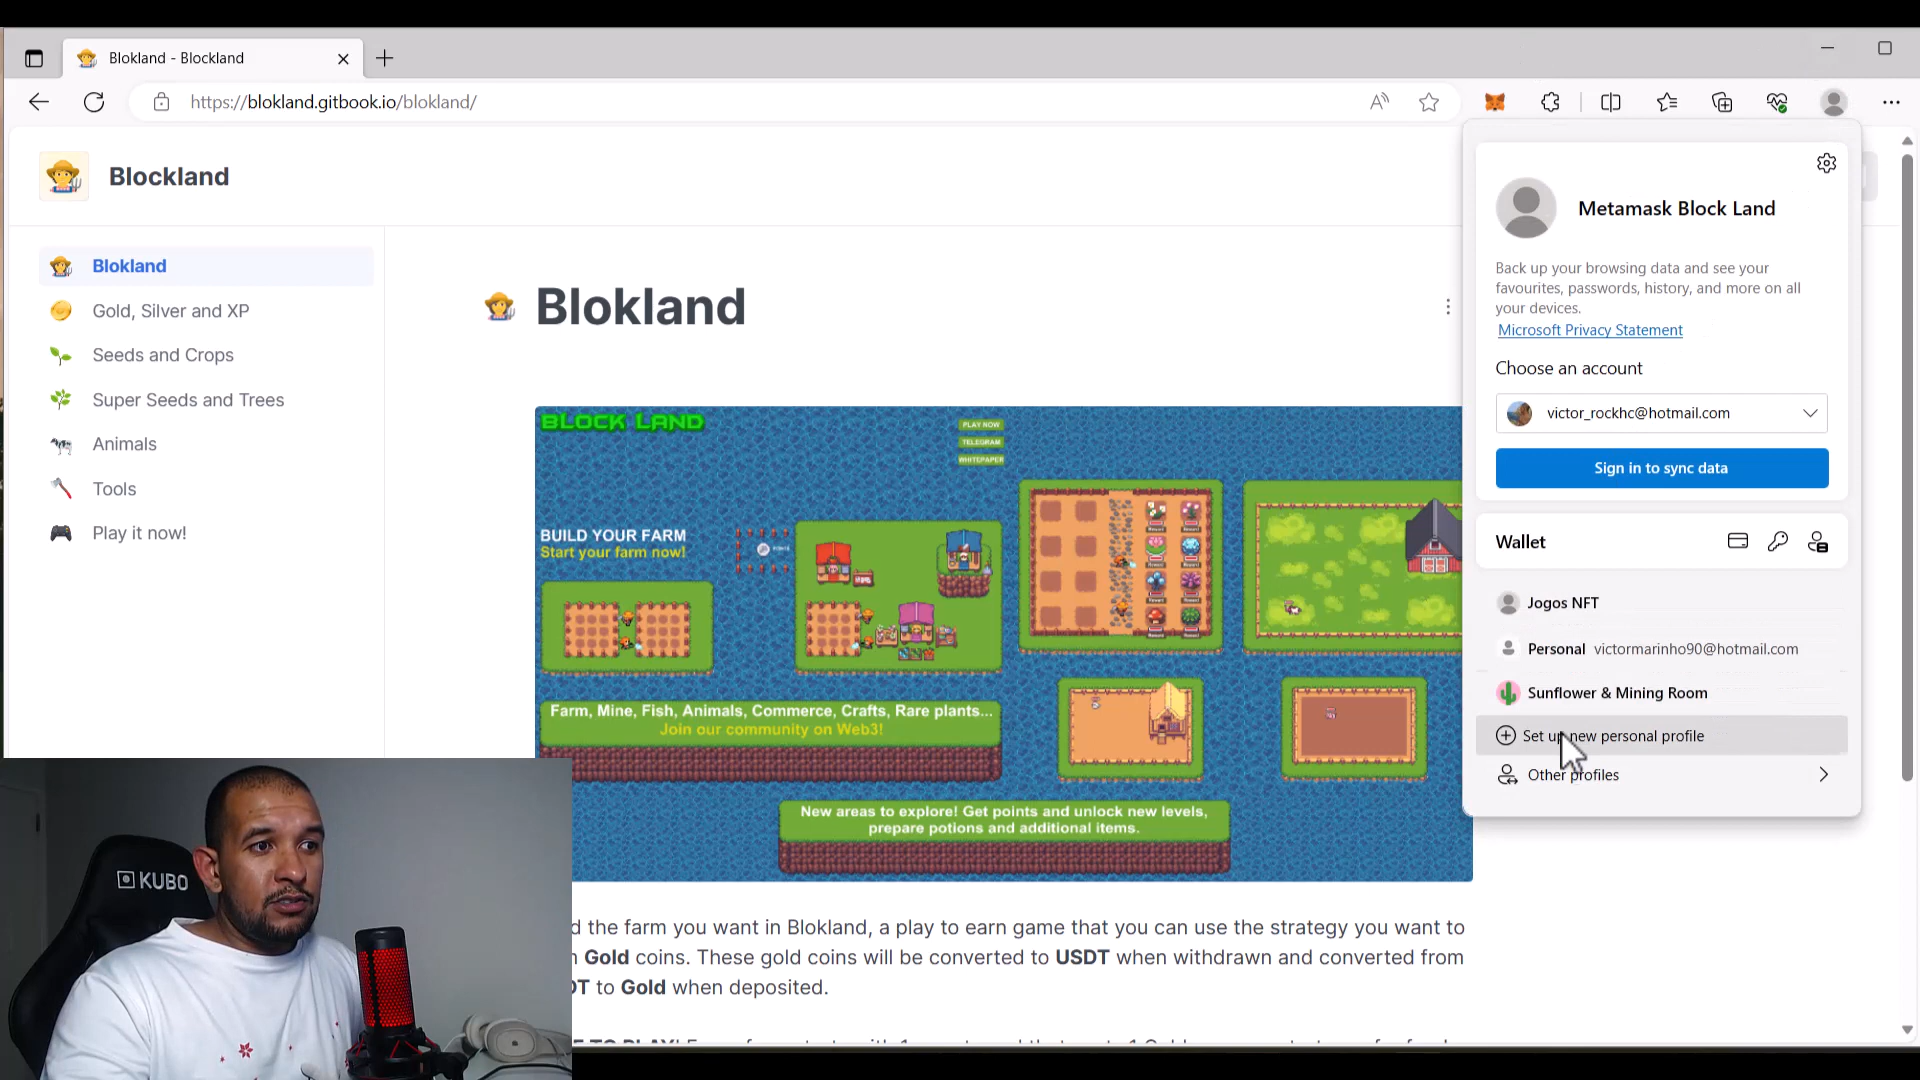 Blokland - Blockland
https://blokland.gitbook.io/blokland/
Blockland
Blokland
Gold, Silver and XP
Seeds and Crops
Super Seeds and Trees
Animals
Tools
Play it now!
Blokland
BLOCK LAND
PLAY NOW
TELEGRAM
WHITEPAPER
BUILD YOUR FARM
Start your farm now!
Farm, Mine, Fish, Animals, Commerce, Crafts, Rare plants...
Join our community on Web3!
New areas to explore! Get points and unlock new levels,
prepare potions and additional items.
d the farm you want in Blokland, a play to earn game that you can use the strategy you want to
Gold coins. These gold coins will be converted to USDT when withdrawn and converted from
to Gold when deposited.
Metamask Block Land
Back up your browsing data and see your
favourites, passwords, history, and more on all
your devices.
Microsoft Privacy Statement
Choose an account
victor_rockhc@hotmail.com
Sign in to sync data
Wallet
Jogos NFT
Personal victormarinho90@hotmail.com
Sunflower & Mining Room
Set up new personal profile
Other profiles
KUBO